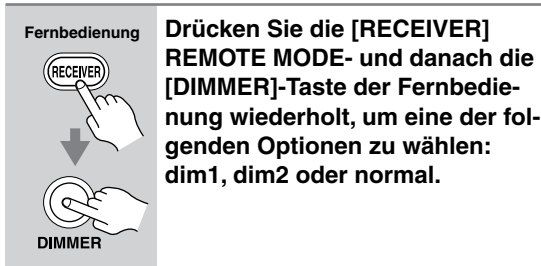 Fernbedienung
RECEIVER
DIMMER
Drücken Sie die [RECEIVER]
REMOTE MODE- und danach die
[DIMMER]-Taste der Fernbedie-
nung wiederholt, um eine der fol-
genden Optionen zu wählen:
dim1, dim2 oder normal.